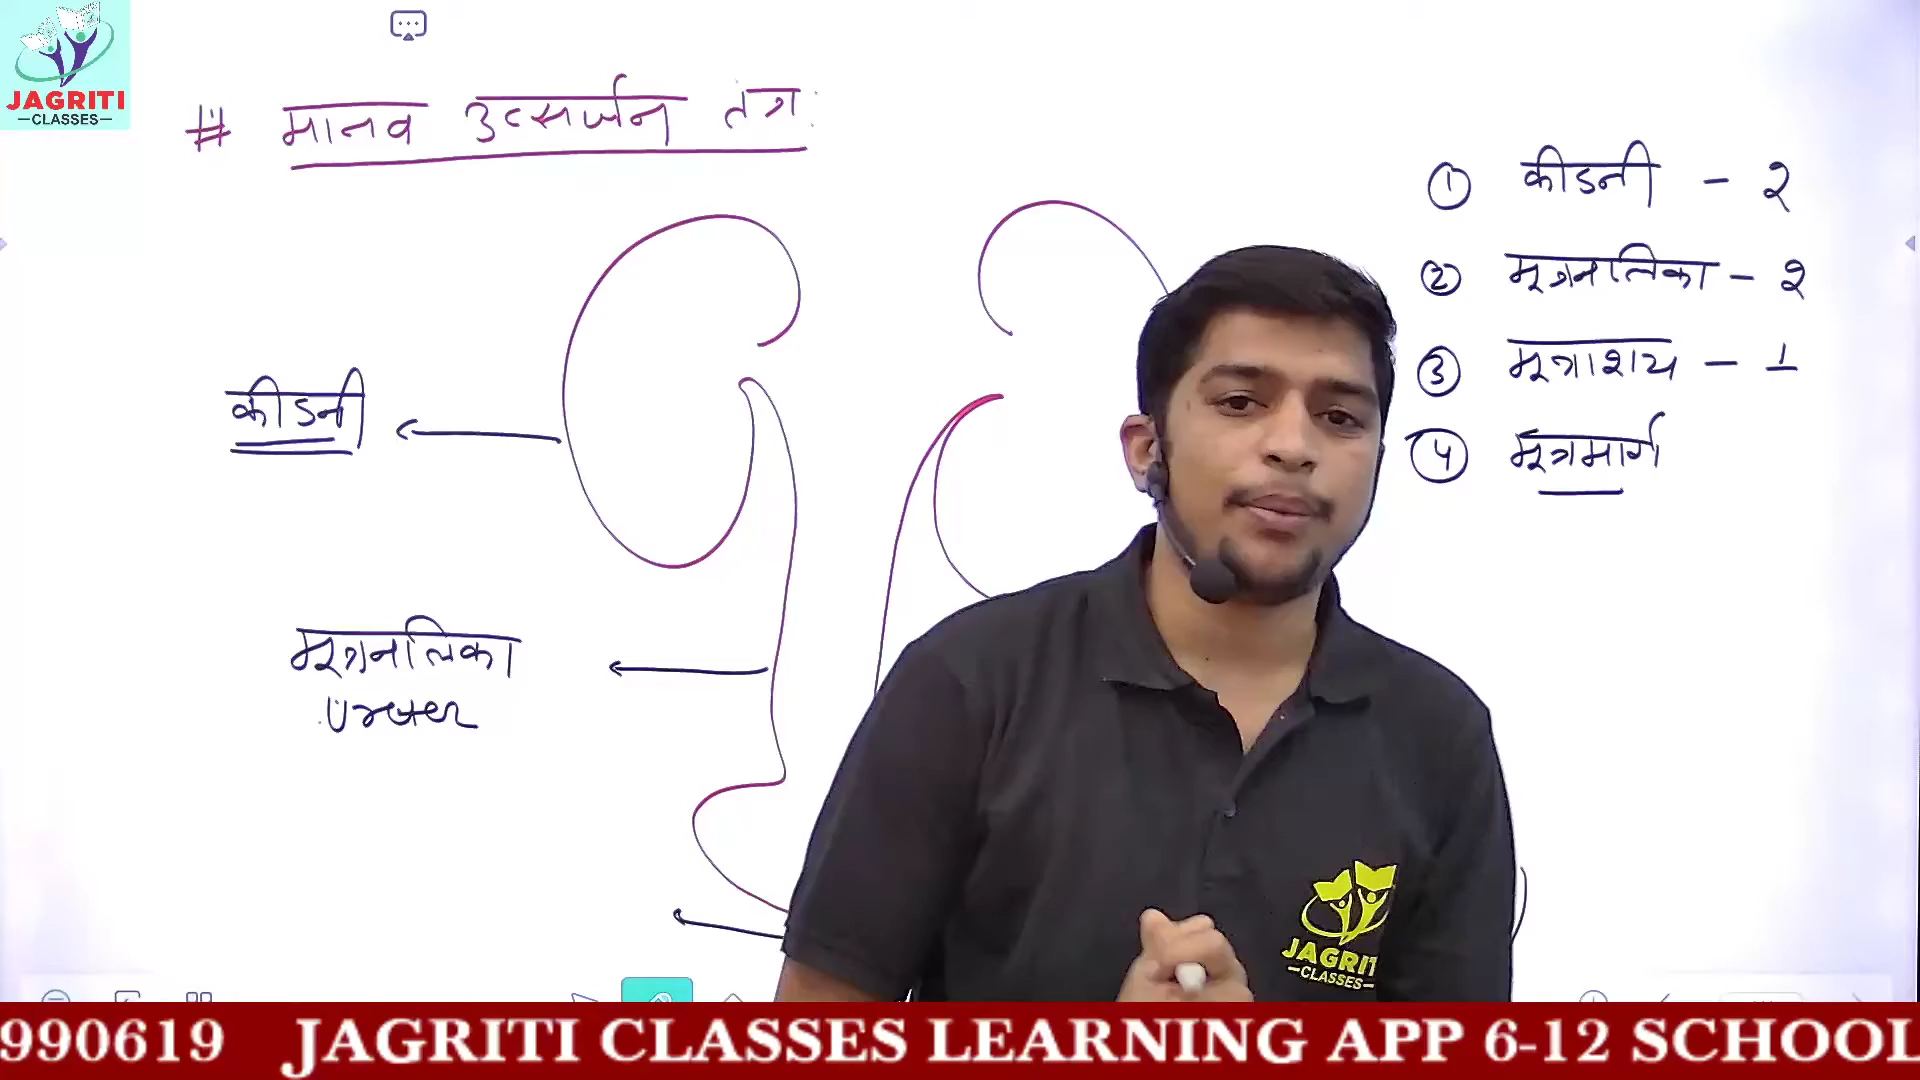 JAGRITI
—CLASSES—
# मानव उत्सर्जन तंत्र
① कीडनी - २
② मूत्रनलिका - २
③ मूत्राशय - 1
④ मूत्रमार्ग
कीडनी
मूत्रनलिका
Ureter
JAGRITI
—CLASSES—
990619 JAGRITI CLASSES LEARNING APP 6-12 SCHOOL